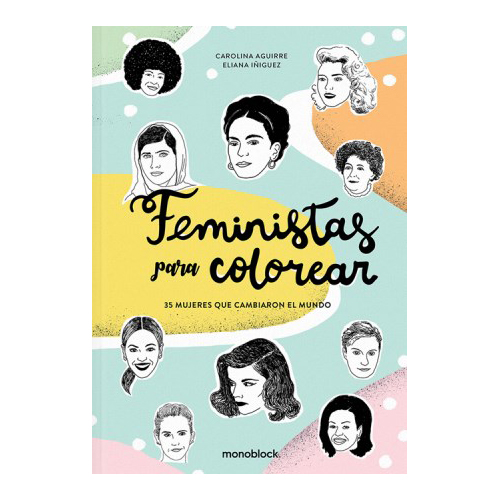 CAROLINA AGUIRRE
ELIANA IÑIGUEZ
Feministas
para colorear
35 MUJERES QUE CAMBIARON EL MUNDO
monoblock.